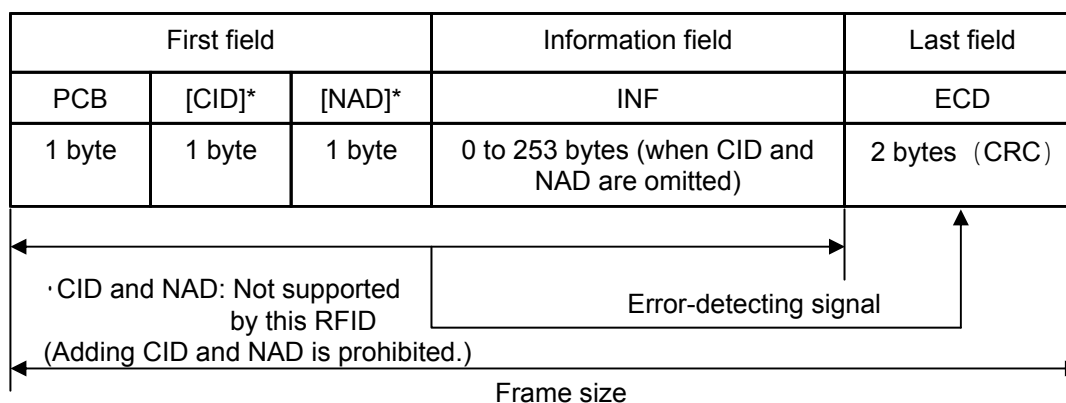 First field Information field Last field
PCB [CID]* [NAD]* INF ECD
1 byte 1 byte 1 byte 0 to 253 bytes (when CID and 2 bytes (CRC)
NAD are omitted)
・CID and NAD: Not supported
by this RFID
(Adding CID and NAD is prohibited.)
Error-detecting signal
Frame size